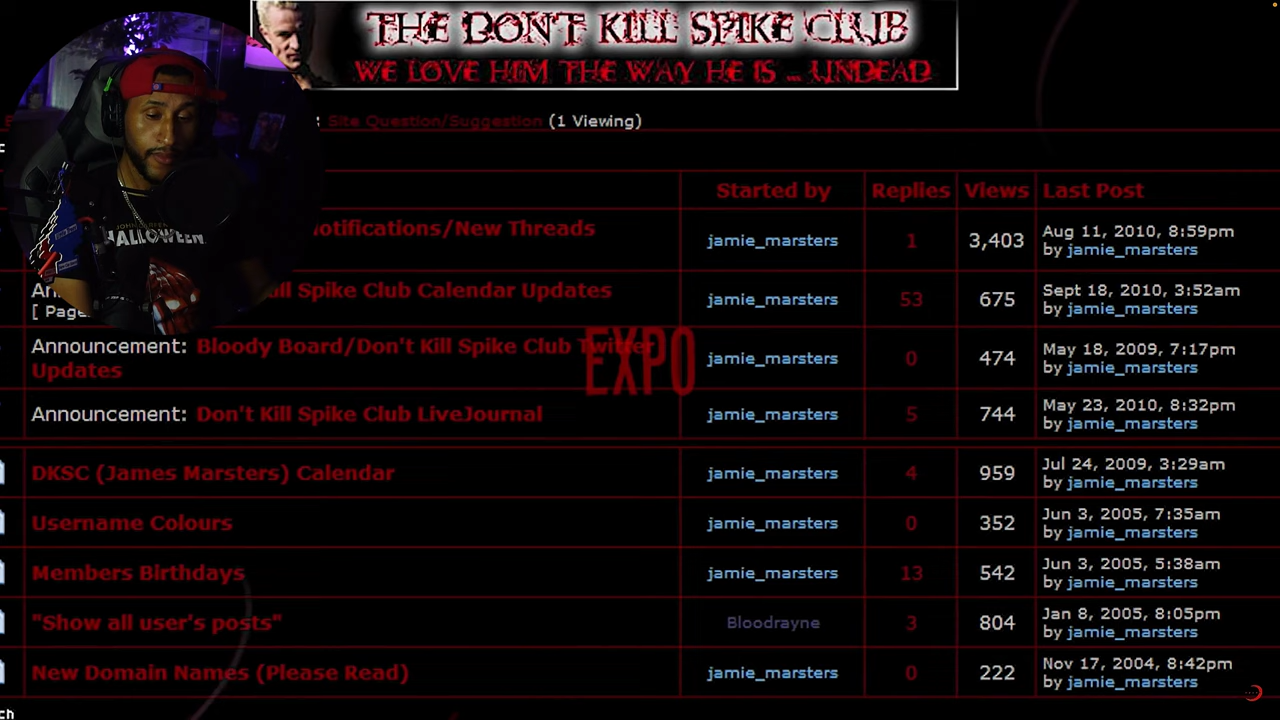 THE DON'T KILL SPIKE CLUB
WE LOVE HIM THE WAY HE IS ... UNDEAD
: Site Question/Suggestion (1 Viewing)
Started by Replies Views Last Post
Notifications/New Threads jamie_marsters 1 3,403 Aug 11, 2010, 8:59pm
by jamie_marsters
ill Spike Club Calendar Updates jamie_marsters 53 675 Sept 18, 2010, 3:52am
[ Page by jamie_marsters
Announcement: Bloody Board/Don't Kill Spike Club Twitter jamie_marsters 0 474 May 18, 2009, 7:17pm
Updates by jamie_marsters
EXPO
Announcement: Don't Kill Spike Club LiveJournal jamie_marsters 5 744 May 23, 2010, 8:32pm
by jamie_marsters
DKSC (James Marsters) Calendar jamie_marsters 4 959 Jul 24, 2009, 3:29am
by jamie_marsters
Username Colours jamie_marsters 0 352 Jun 3, 2005, 7:35am
by jamie_marsters
Members Birthdays jamie_marsters 13 542 Jun 3, 2005, 5:38am
by jamie_marsters
"Show all user's posts" Bloodrayne 3 804 Jan 8, 2005, 8:05pm
by jamie_marsters
New Domain Names (Please Read) jamie_marsters 0 222 Nov 17, 2004, 8:42pm
by jamie_marsters
ch
HALLOWEEN